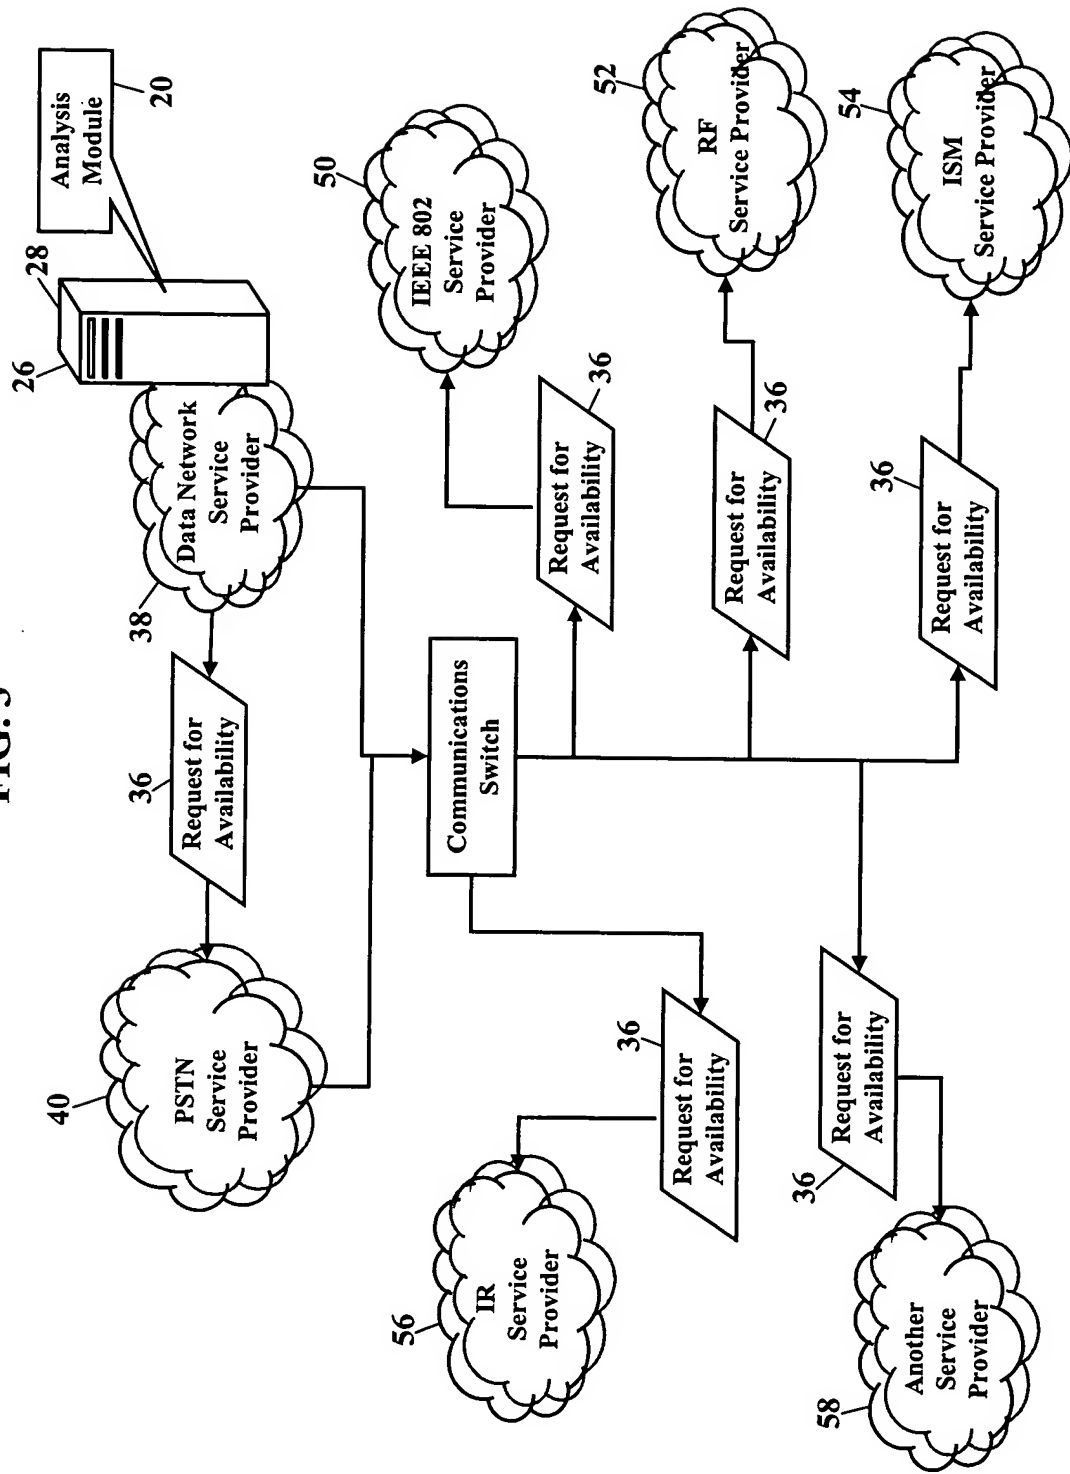 FIG.
40
PSTN
Service
Provider
36
Request for
Availability
38
Data Network
Service
Provider
26
28
Analysis
Module
20
Communications
Switch
50
IEEE 802
Service
Provider
36
Request for
Availability
56
IR
Service
Provider
36
Request for
Availability
36
Request for
Availability
52
RF
Service Provider
58
Another
Service
Provider
36
Request for
Availability
36
Request for
Availability
54
ISM
Service Provider